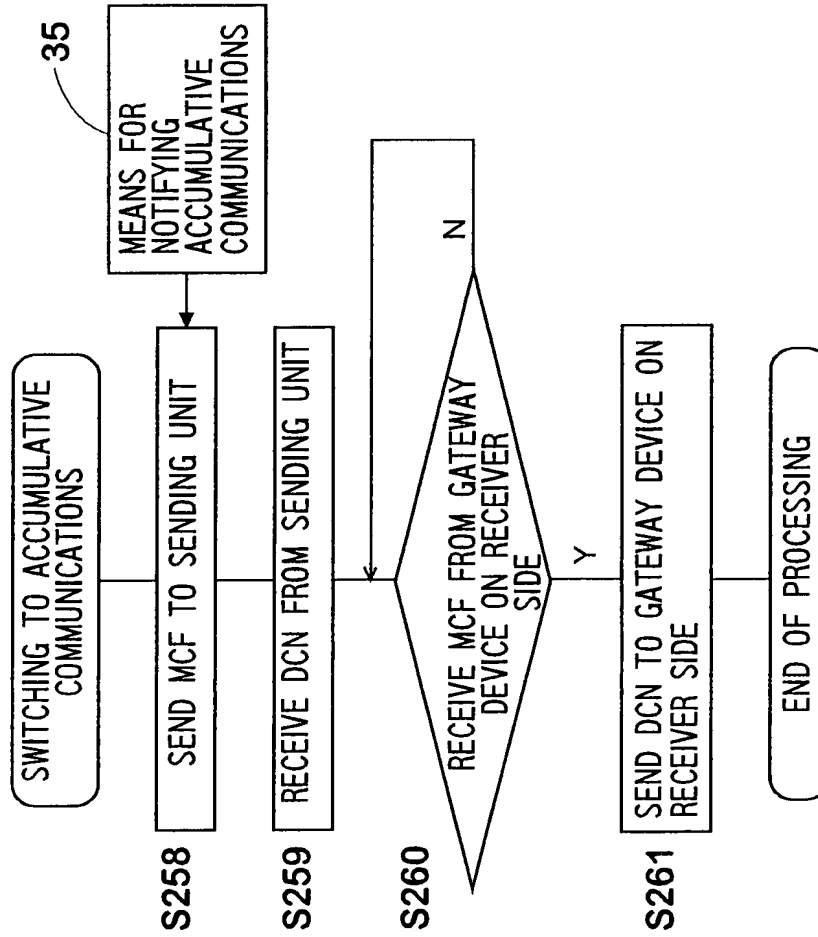 SWITCHING TO ACCUMULATIVE
COMMUNICATIONS
35
MEANS FOR
NOTIFYING
ACCUMULATIVE
COMMUNICATIONS
S258
SEND MCF TO SENDING UNIT
S259
RECEIVE DCN FROM SENDING UNIT
S260
RECEIVE MCF FROM GATEWAY
DEVICE ON RECEIVER
SIDE
N
Y
S261
SEND DCN TO GATEWAY DEVICE ON
RECEIVER SIDE
END OF PROCESSING